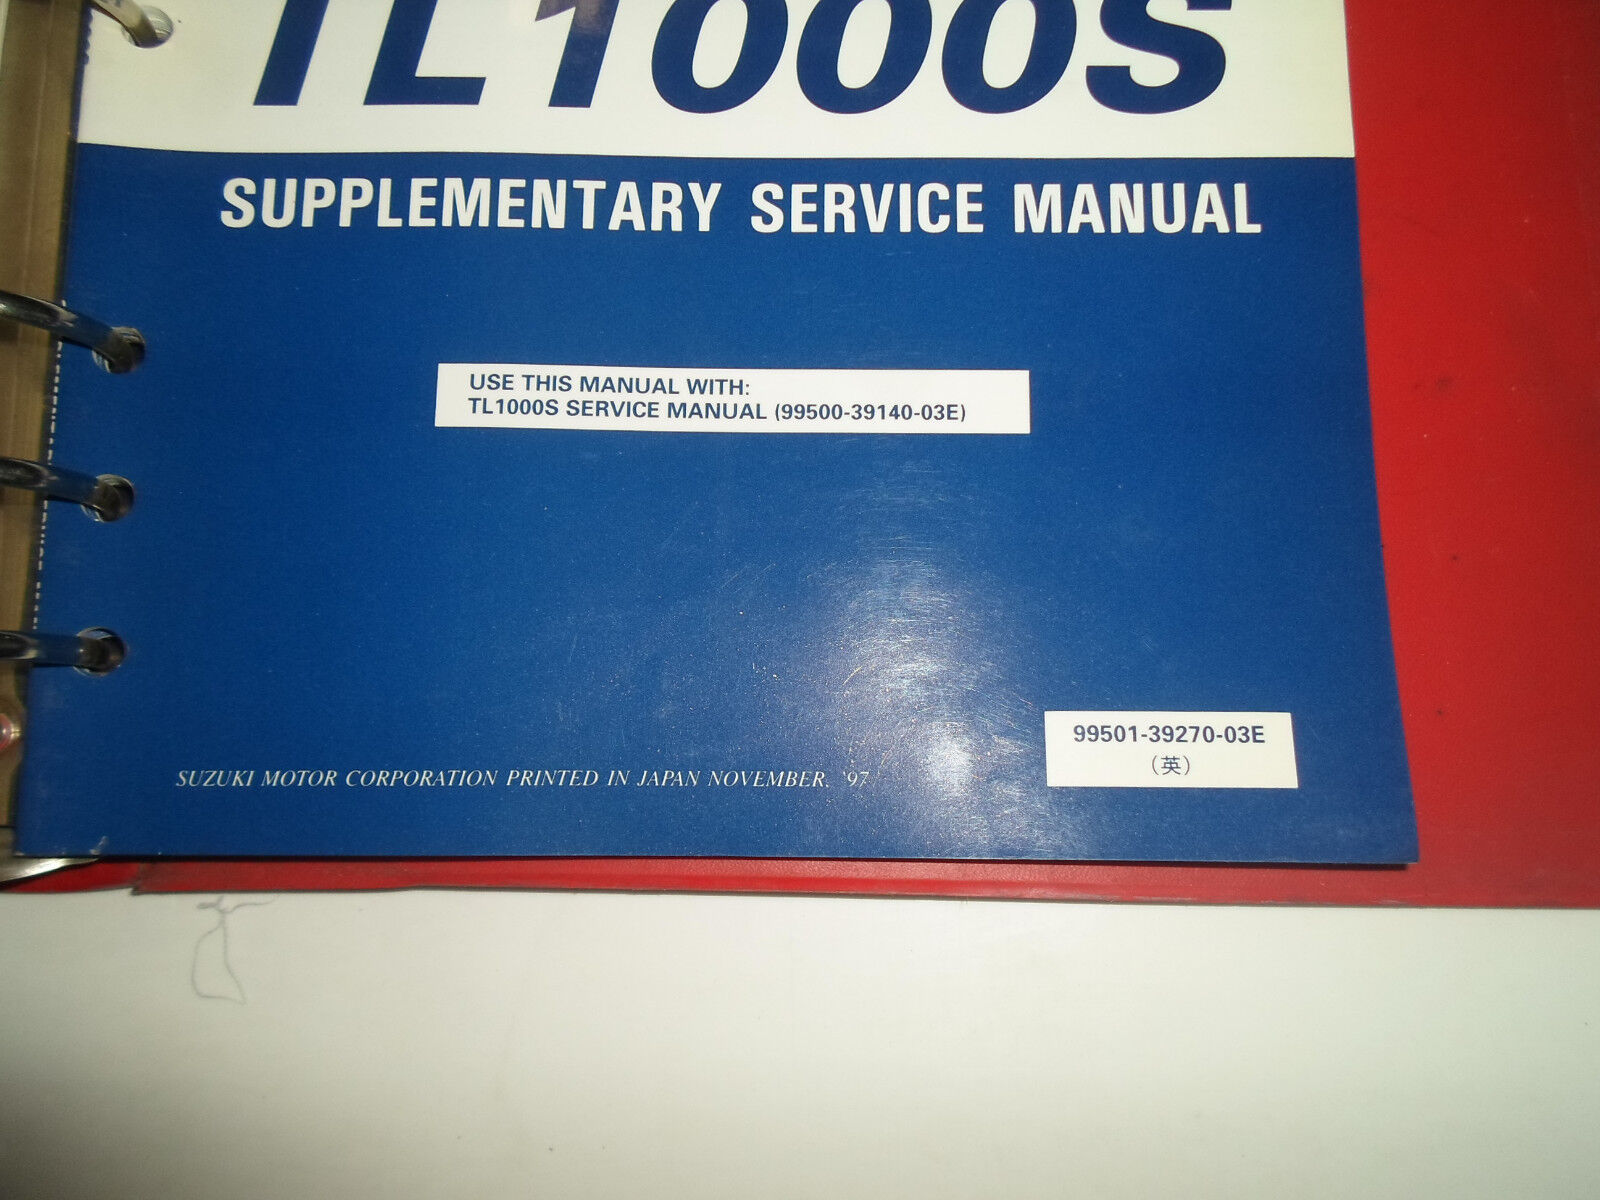 TL1000S
SUPPLEMENTARY SERVICE MANUAL
USE THIS MANUAL WITH:
TL1000S SERVICE MANUAL (99500-39140-03E)
99501-39270-03E
(英)
SUZUKI MOTOR CORPORATION PRINTED IN JAPAN NOVEMBER, '97